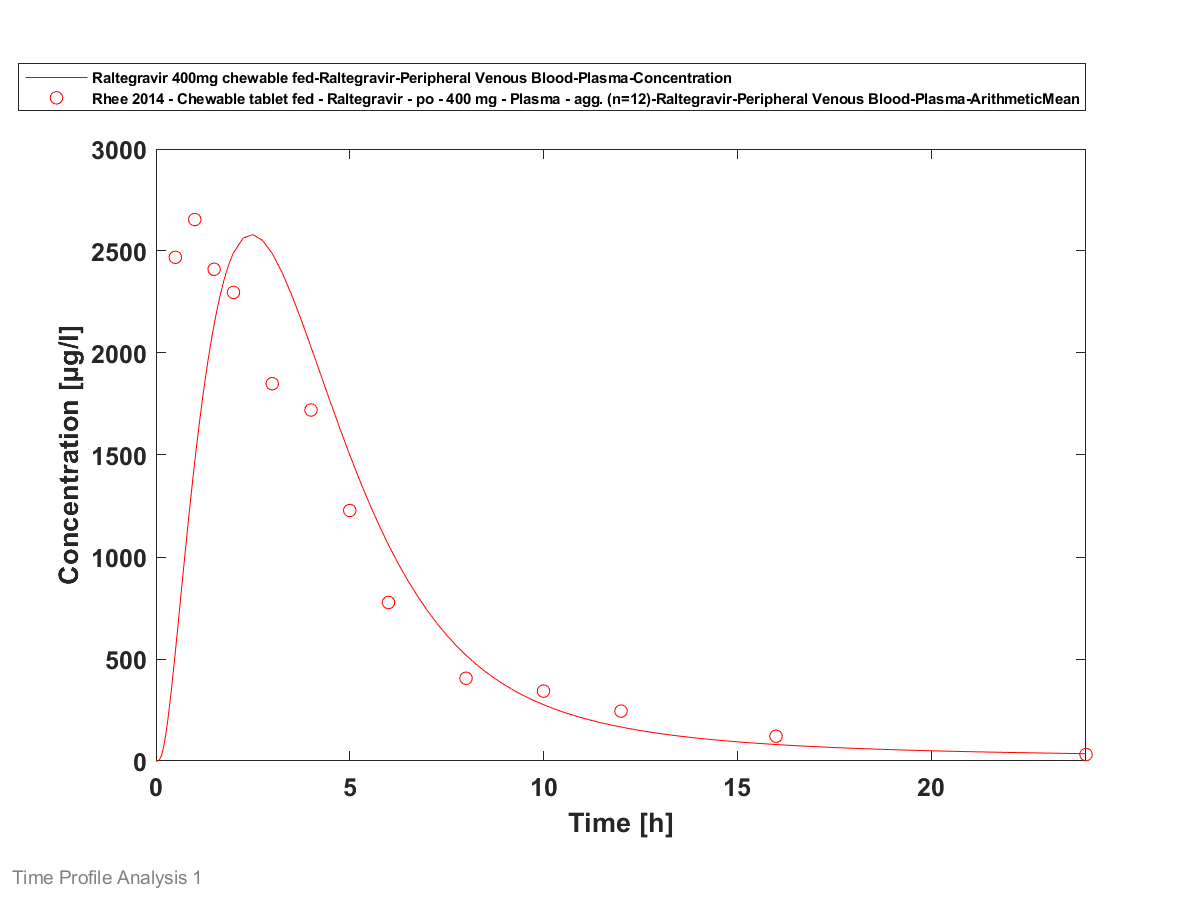 Raltegravir 400mg chewable fed-Raltegravir-Peripheral Venous Blood-Plasma-Concentration
Rhee 2014 - Chewable tablet fed - Raltegravir - po - 400 mg - Plasma - agg. (n=12)-Raltegravir-Peripheral Venous Blood-Plasma-ArithmeticMean
3000
2500
2000
1500
1000
500
0
Concentration [µg/l]
0 5 10 15 20
Time [h]
Time Profile Analysis 1